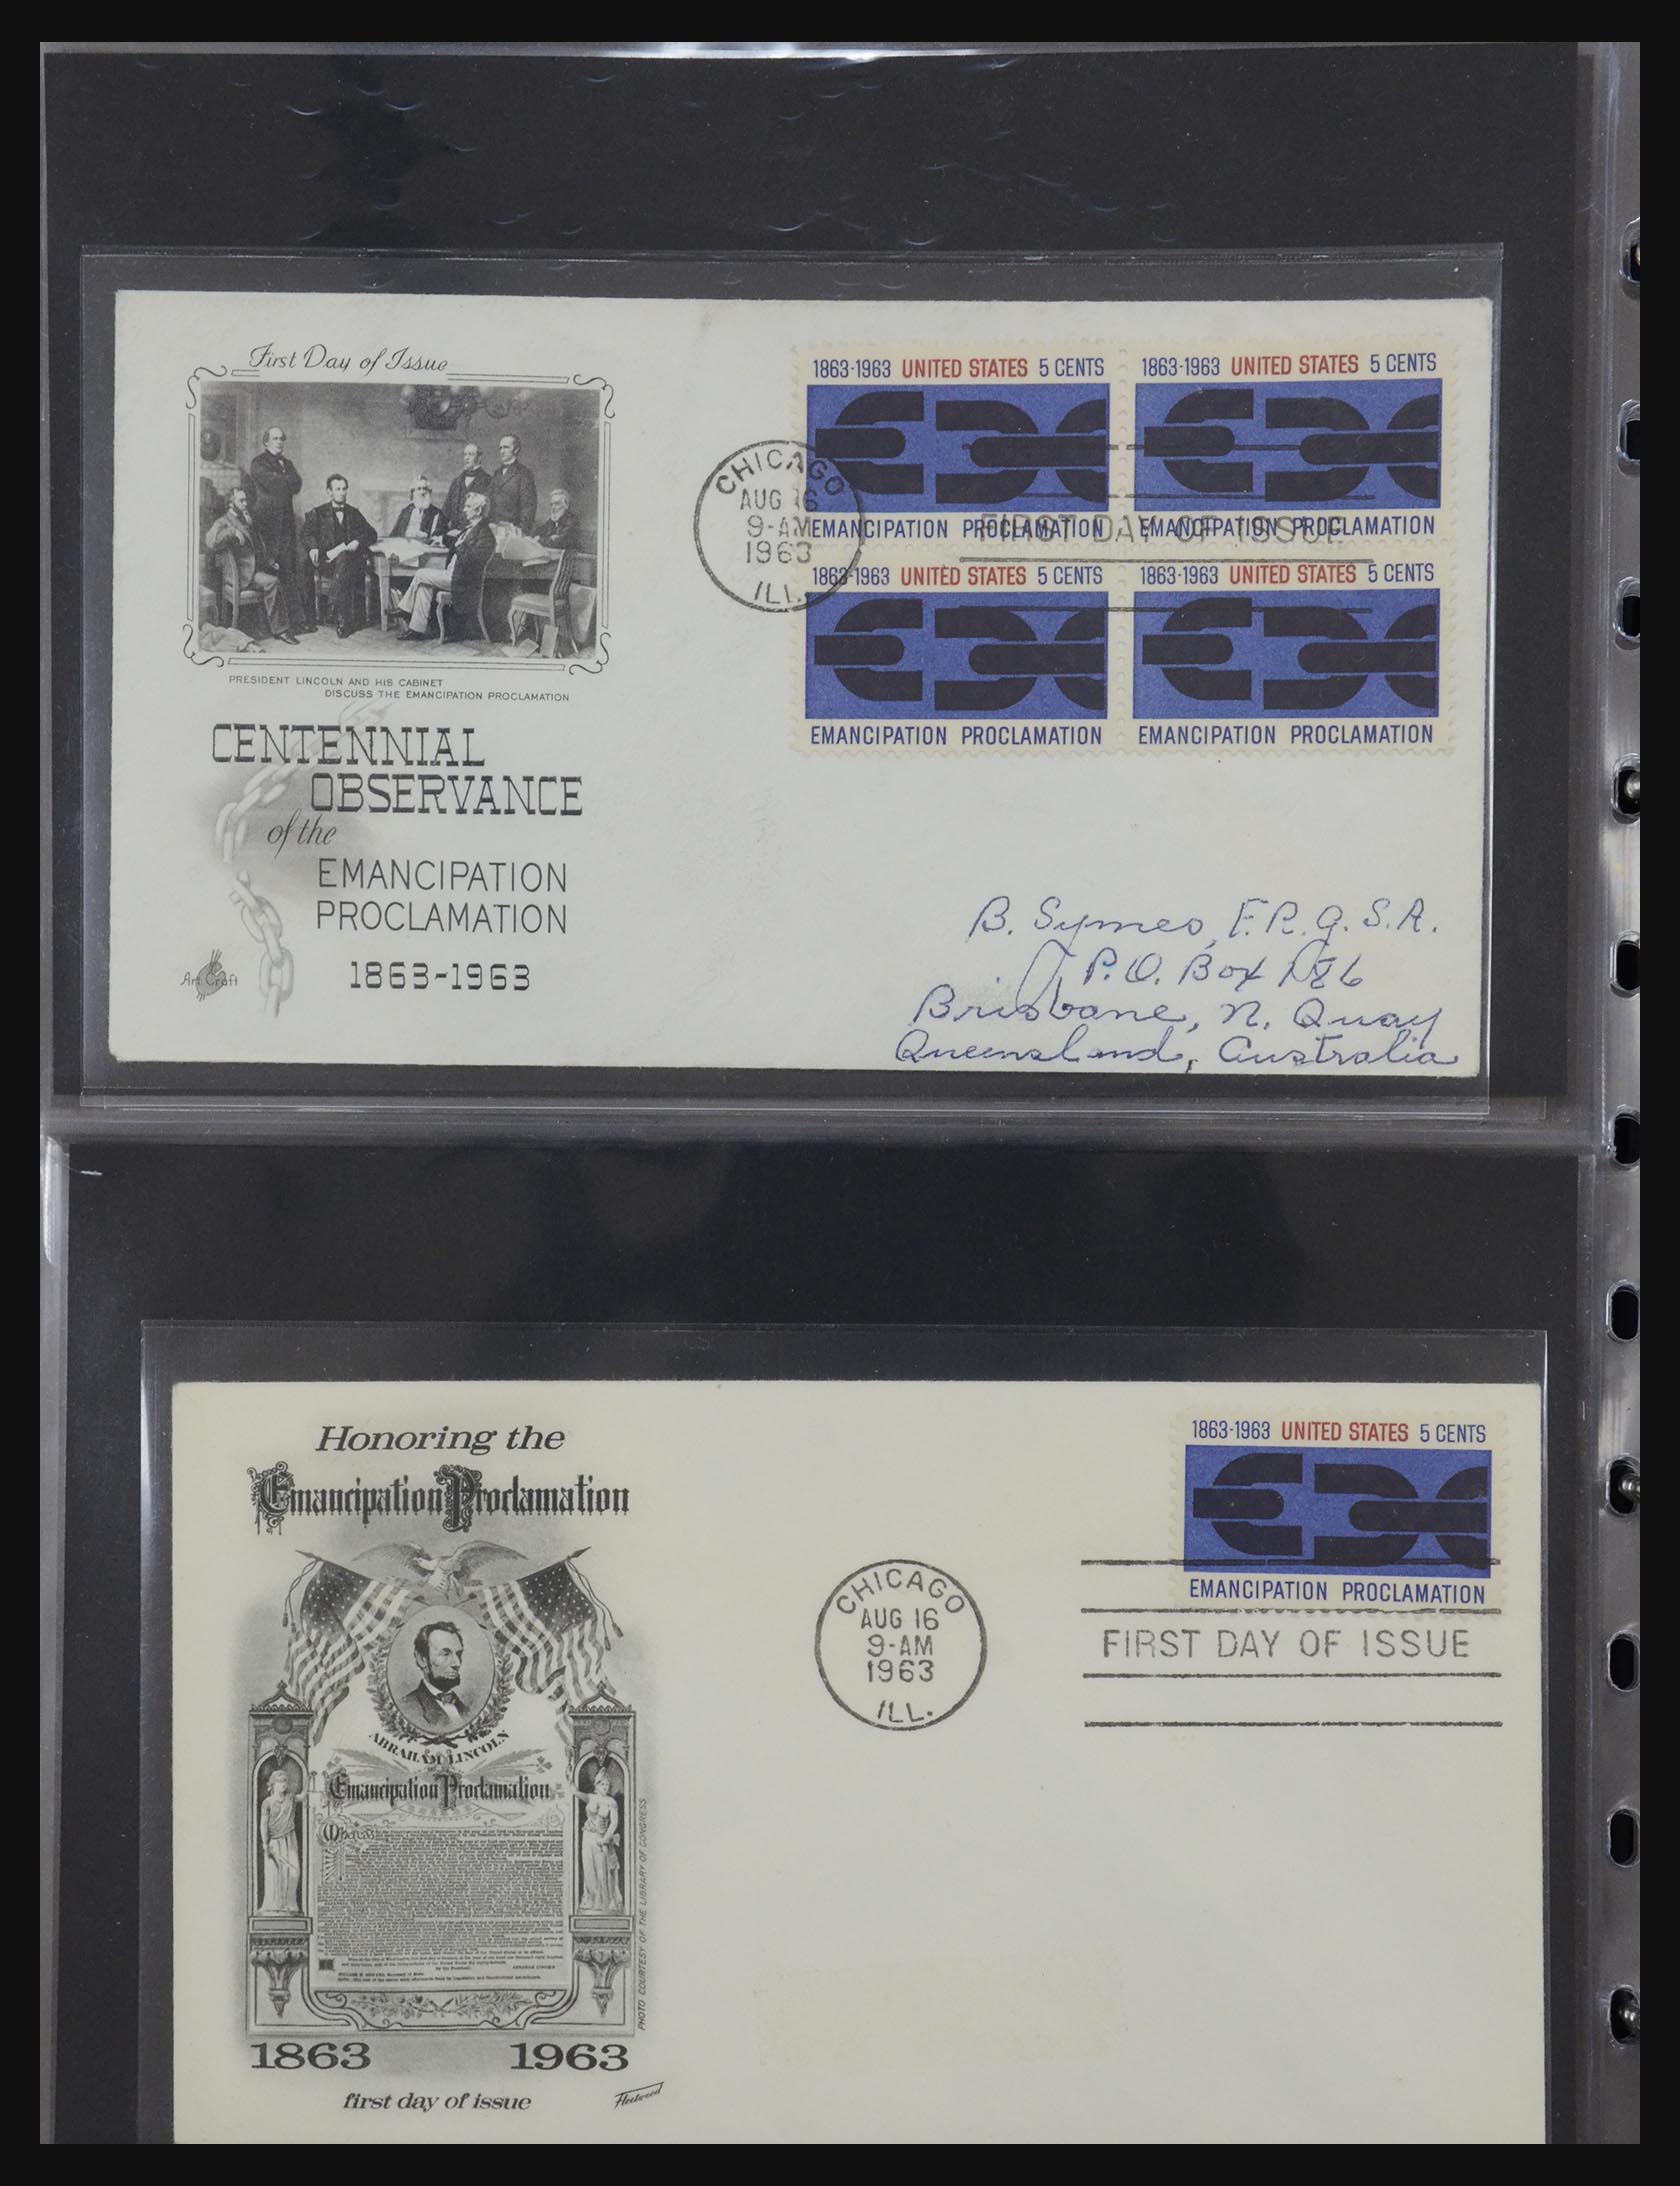 First Day of Issue
PRESIDENT LINCOLN AND HIS CABINET
DISCUSS THE EMANCIPATION PROCLAMATION
CENTENNIAL
OBSERVANCE
of the
EMANCIPATION
PROCLAMATION
1863-1963
Art Craft
CHICAGO
AUG 16
9-AM
1963
ILL.
1863-1963 UNITED STATES 5 CENTS
EMANCIPATION PROCLAMATION
1863-1963 UNITED STATES 5 CENTS
EMANCIPATION PROCLAMATION
FIRST DAY OF ISSUE
1863-1963 UNITED STATES 5 CENTS
EMANCIPATION PROCLAMATION
1863-1963 UNITED STATES 5 CENTS
EMANCIPATION PROCLAMATION
B. Symes, F.R.G.S.A.
P.O. Box
Brisbane, N. Quay
Queensland, Australia
Honoring the
Emancipation Proclamation
ABRAHAM LINCOLN
Emancipation Proclamation
Whereas
PHOTO COURTESY OF THE LIBRARY OF CONGRESS
1863 1963
first day of issue
Fleetwood
CHICAGO
AUG 16
9-AM
1963
ILL.
1863-1963 UNITED STATES 5 CENTS
EMANCIPATION PROCLAMATION
FIRST DAY OF ISSUE